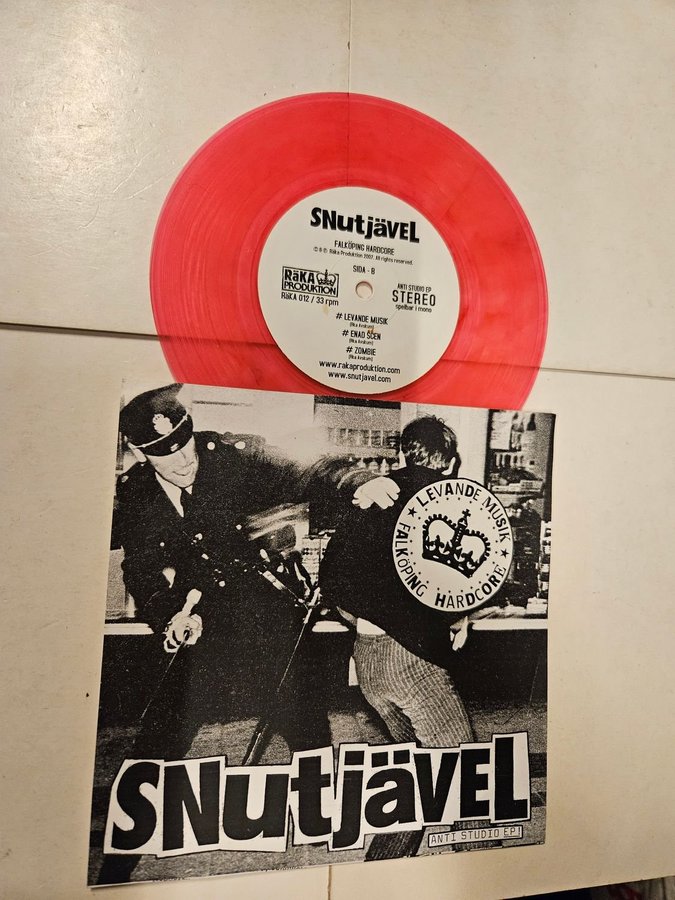 SNutjäVEL
FALKÖPING HARDCORE
© & ℗ Räka Produktion 2007. All rights reserved.
SIDA - B
RäKA
PRODUKTION
RäKA 012 / 33 rpm
ANTI STUDIO EP
STEREO
spelbar i mono
# LEVANDE MUSIK
# ENAD SCEN
# ZOMBIE
www.rakaproduktion.com
www.snutjavel.com
LEVANDE MUSIK
FALKÖPING HARDCORE
SNutjäVEL
ANTI STUDIO EP!